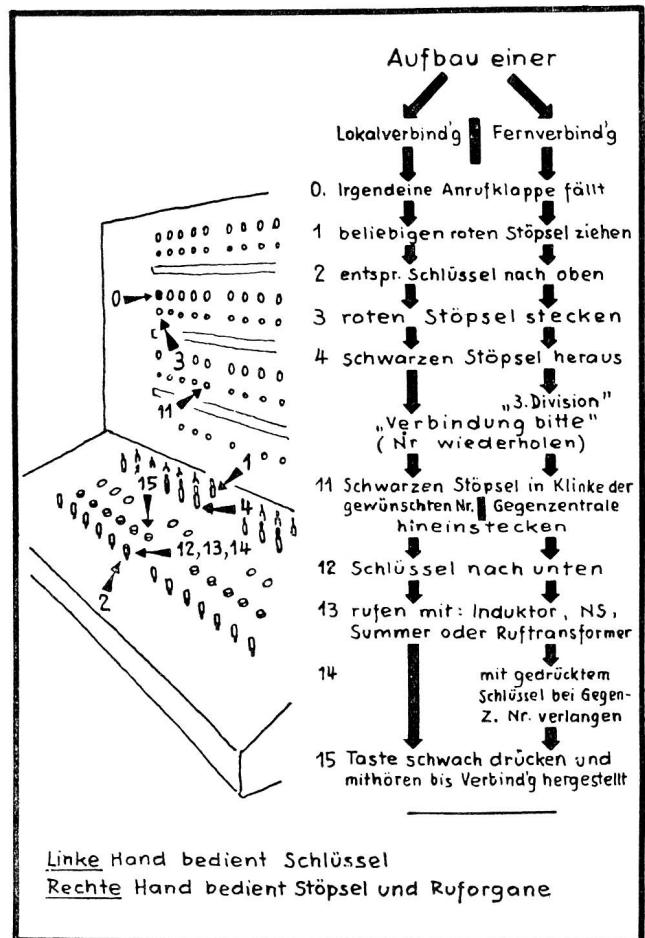 Aufbau einer
Lokalverbind'g Fernverbind'g
0. Irgendeine Anrufklappe fällt
1 beliebigen roten Stöpsel ziehen
2 entspr. Schlüssel nach oben
3 roten Stöpsel stecken
4 schwarzen Stöpsel heraus
„3. Division"
„Verbindung bitte"
(Nr wiederholen)
11 Schwarzen Stöpsel in Klinke der
gewünschten Nr. Gegenzentrale
hineinstecken
12 Schlüssel nach unten
13 rufen mit: Induktor, NS,
Summer oder Ruftransformer
14 mit gedrücktem
Schlüssel bei Gegen-
Z. Nr. verlangen
15 Taste schwach drücken und
mithören bis Verbind'g hergestellt
0
3
11
1
15
4
12, 13, 14
2
Linke Hand bedient Schlüssel
Rechte Hand bedient Stöpsel und Ruforgane